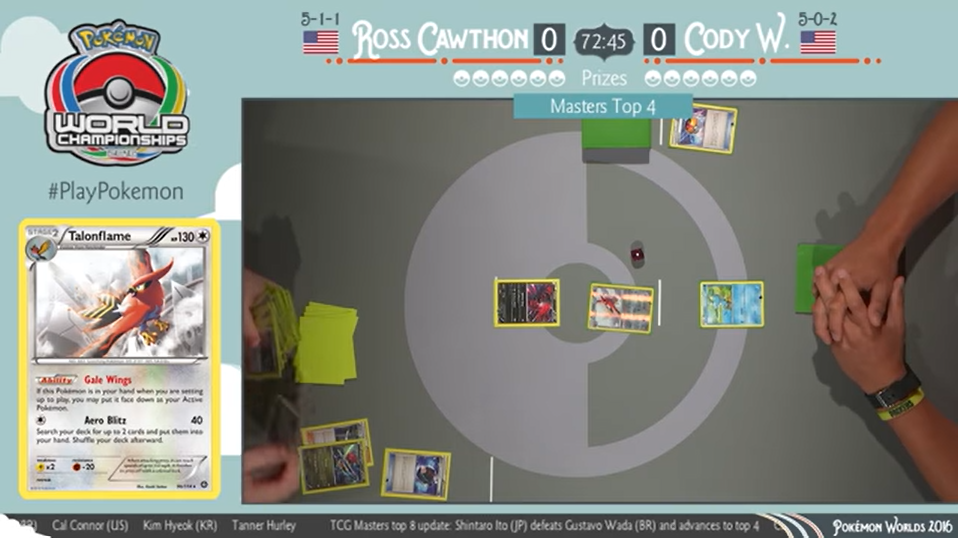 5-1-1
ROSS CAWTHON 0
72:45
0 CODY W.
5-0-2
Prizes
Masters Top 4
Pokémon
WORLD
CHAMPIONSHIPS
#PlayPokemon
STAGE2
Talonflame
HP130
Ability Gale Wings
If this Pokémon is in your hand when you are setting
up to play, you may put it face down as your Active
Pokémon.
Aero Blitz 40
Search your deck for up to 2 cards and put them into
your hand. Shuffle your deck afterward.
x2
-20
Cal Connor (US) Kim Hyeok (KR) Tanner Hurley TCG Masters top 8 update: Shintaro Ito (JP) defeats Gustavo Wada (BR) and advances to top 4
POKÉMON WORLDS 2016